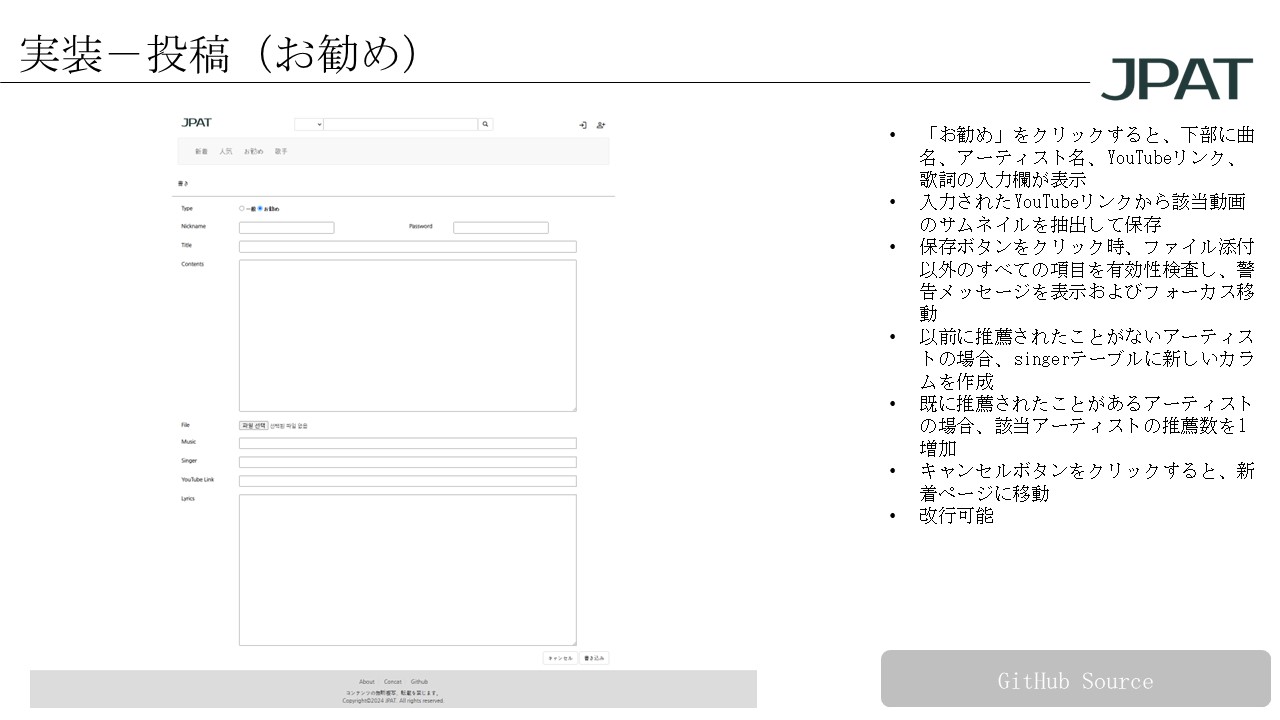 実装－投稿（お勧め）
JPAT
JPAT
新着 人気 お勧め 歌手
書き
Type 一般 お勧め
Nickname Password
Title
Contents
File 파일 선택 선택된 파일 없음
Music
Singer
YouTube Link
Lyrics
キャンセル 書き込み
About Concat Github
コンテンツの無断複写、転載を禁じます。
Copyright©2024 JPAT. All rights reserved.
• 「お勧め」をクリックすると、下部に曲
名、アーティスト名、YouTubeリンク、
歌詞の入力欄が表示
• 入力されたYouTubeリンクから該当動画
のサムネイルを抽出して保存
• 保存ボタンをクリック時、ファイル添付
以外のすべての項目を有効性検査し、警
告メッセージを表示およびフォーカス移
動
• 以前に推薦されたことがないアーティス
トの場合、singerテーブルに新しいカラ
ムを作成
• 既に推薦されたことがあるアーティスト
の場合、該当アーティストの推薦数を1
増加
• キャンセルボタンをクリックすると、新
着ページに移動
• 改行可能
GitHub Source